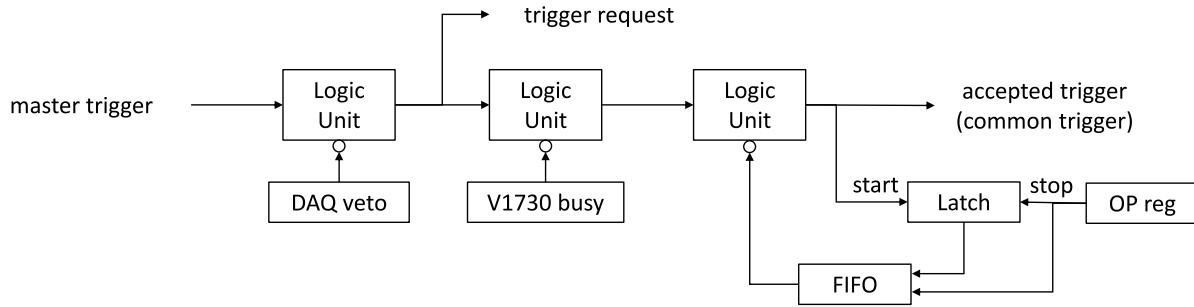 trigger request
master trigger
Logic
Unit
Logic
Unit
Logic
Unit
accepted trigger
(common trigger)
DAQ veto
V1730 busy
start
Latch
stop
OP reg
FIFO